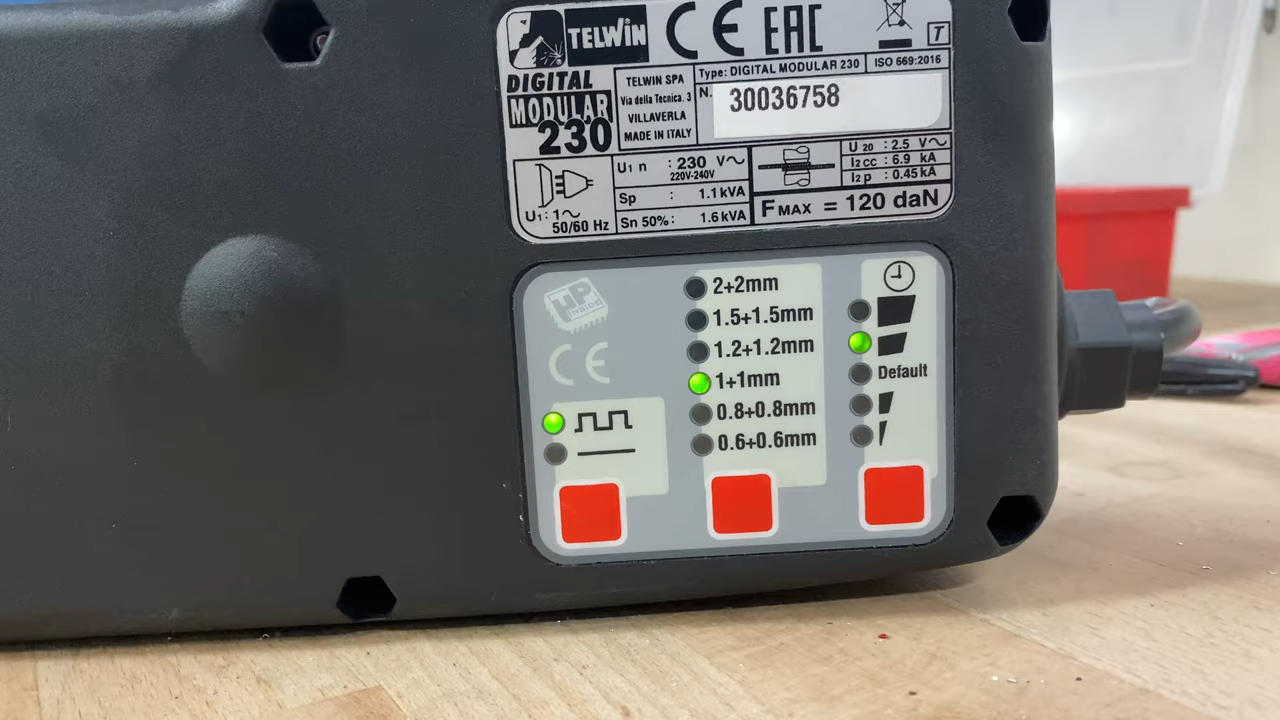 TELWIN
CE EAC
T
DIGITAL
MODULAR
230
TELWIN SPA
Via della Tecnica. 3
VILLAVERLA
MADE IN ITALY
Type: DIGITAL MODULAR 230
ISO 669:2016
N. 30036758
U1: 1~
50/60 Hz
U1 n : 230 V~
220V-240V
Sp : 1.1 kVA
Sn 50%: 1.6 kVA
U 20 : 2.5 V~
I2 cc : 6.9 kA
I2 p : 0.45 kA
FMAX = 120 daN
µP
INSIDE
CE
2+2mm
1.5+1.5mm
1.2+1.2mm
1+1mm
0.8+0.8mm
0.6+0.6mm
Default